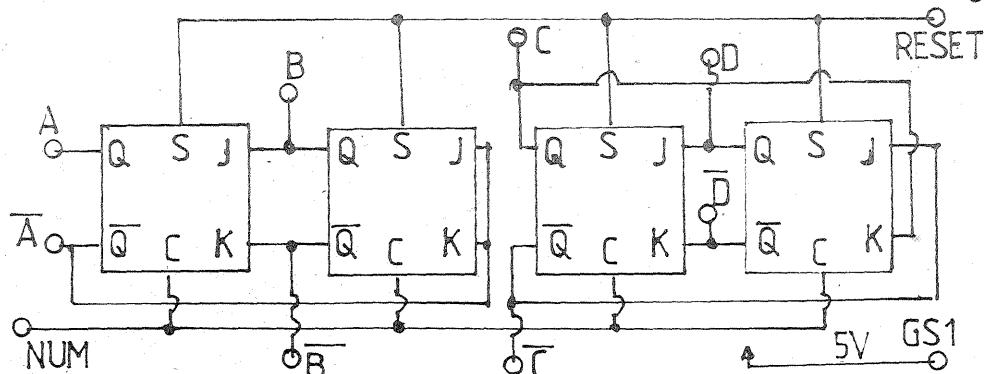 C
D
RESET
B
A
Q S J
Q S J
Q S J
Q S J
A̅
D̅
Q̅ C K
Q̅ C K
Q̅ C K
Q̅ C K
NUM
B̅
C̅
5V
GS1